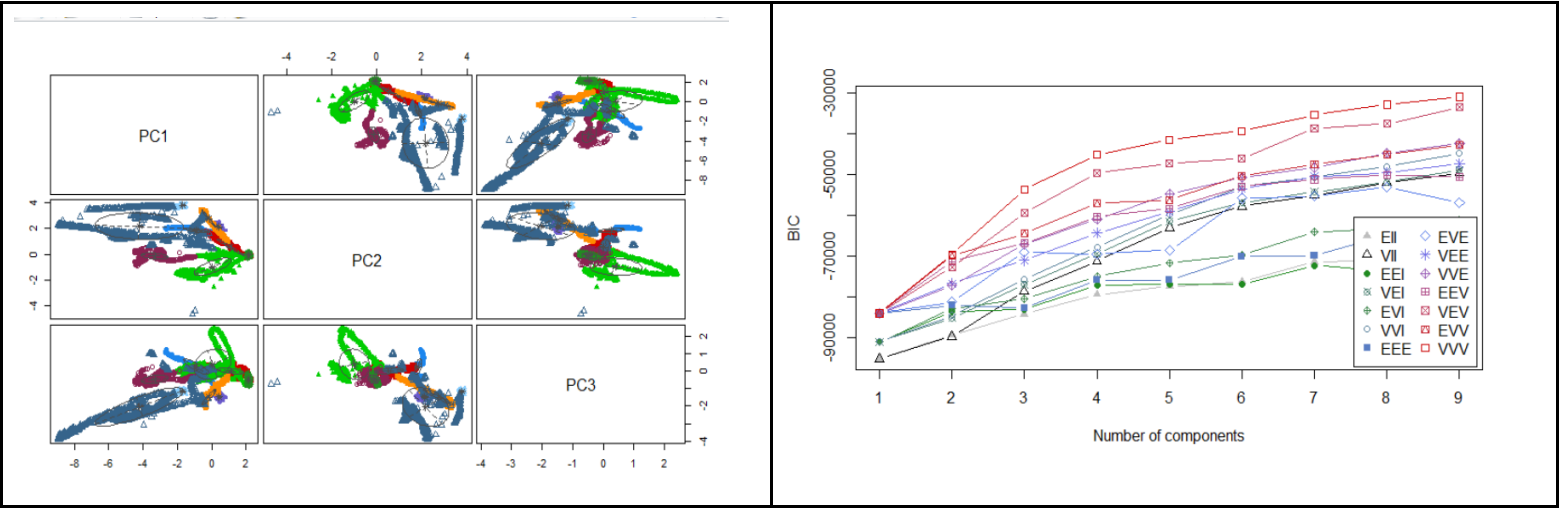 -4 -2 0 2 4
PC1
2
0
-2
-4
-6
-8
4
2
0
-2
-4
PC2
PC3
2
1
0
-2
-4
-8 -6 -4 -2 0 2
-4 -3 -2 -1 0 1 2
BIC
-30000
-50000
-70000
-90000
EII EVE
VII VEE
EEI VVE
VEI EEV
EVI VEV
VVI EVV
EEE VVV
1 2 3 4 5 6 7 8 9
Number of components